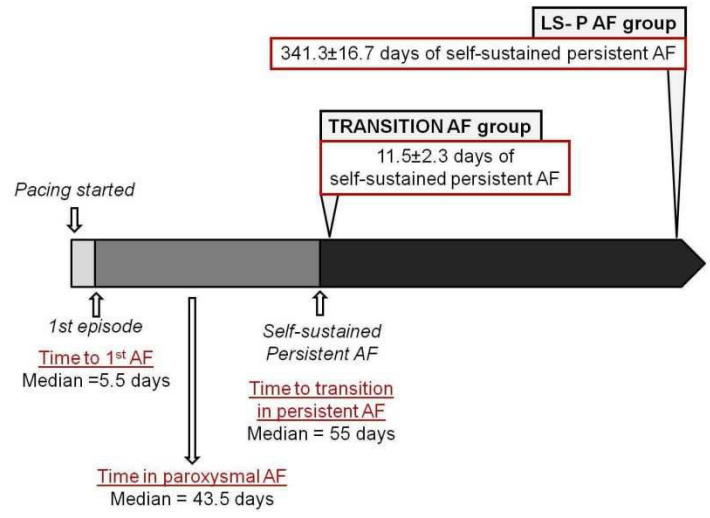 LS- P AF group
341.3±16.7 days of self-sustained persistent AF
TRANSITION AF group
11.5±2.3 days of
self-sustained persistent AF
Pacing started
1st episode
Time to 1st AF
Median =5.5 days
Self-sustained
Persistent AF
Time to transition
in persistent AF
Median = 55 days
Time in paroxysmal AF
Median = 43.5 days